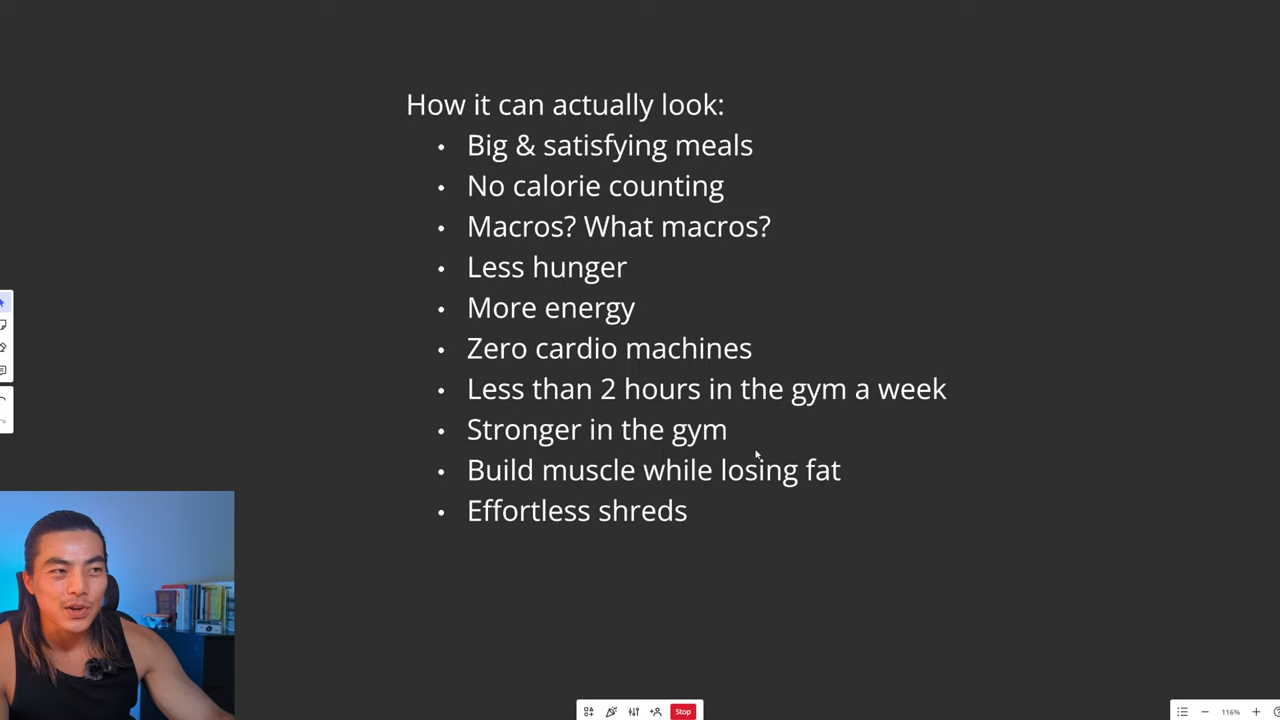 How it can actually look:
• Big & satisfying meals
• No calorie counting
• Macros? What macros?
• Less hunger
• More energy
• Zero cardio machines
• Less than 2 hours in the gym a week
• Stronger in the gym
• Build muscle while losing fat
• Effortless shreds
Stop
116%